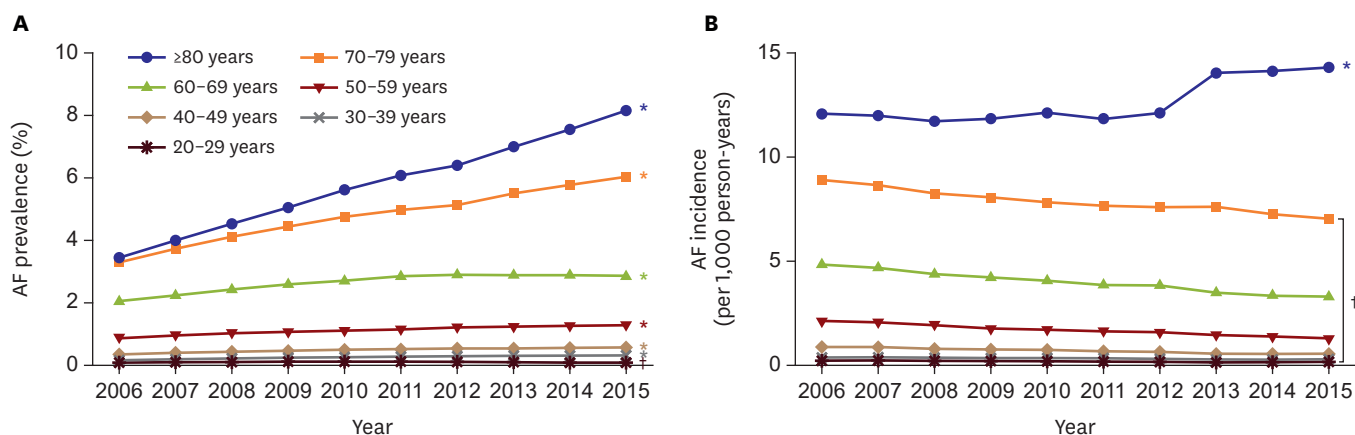 A
AF prevalence (%)
10
8
6
4
2
0
≥80 years
70–79 years
60–69 years
50–59 years
40–49 years
30–39 years
20–29 years
*
*
*
*
*
*
†
2006 2007 2008 2009 2010 2011 2012 2013 2014 2015
Year
B
AF incidence
(per 1,000 person-years)
15
10
5
0
*
†
2006 2007 2008 2009 2010 2011 2012 2013 2014 2015
Year